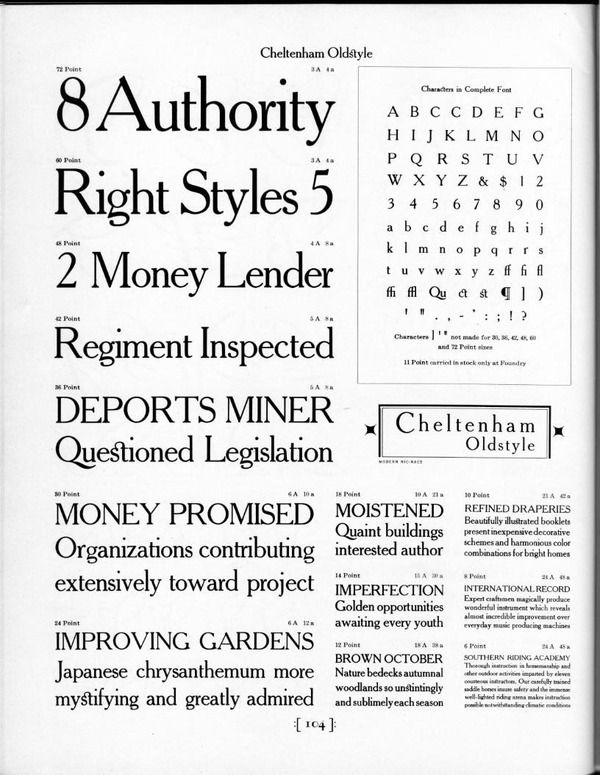 Cheltenham Oldstyle
72 Point 3 A 4 a
8 Authority
60 Point 3 A 4 a
Right Styles 5
48 Point 4 A 8 a
2 Money Lender
42 Point 5 A 8 a
Regiment Inspected
36 Point 5 A 8 a
DEPORTS MINER
Questioned Legislation
Characters in Complete Font
A B C C D E F G
H I J K L M N O
P Q R S T U V
W X Y Z & $ 1 2
3 4 5 6 7 8 9 0
a b c d e f g h i j
k l m n o p q r r s
t u v w x y z ff fi fl
ffi ffl Qu ct st ¶ ] )
' " . , - ' : ; ! ?
Characters ] ' " not made for 30, 36, 42, 48, 60
and 72 Point sizes
11 Point carried in stock only at Foundry
Cheltenham
Oldstyle
30 Point 6 A 10 a
MONEY PROMISED
Organizations contributing
extensively toward project
24 Point 6 A 12 a
IMPROVING GARDENS
Japanese chrysanthemum more
mystifying and greatly admired
18 Point 10 A 21 a
MOISTENED
Quaint buildings
interested author
14 Point 15 A 30 a
IMPERFECTION
Golden opportunities
awaiting every youth
12 Point 18 A 38 a
BROWN OCTOBER
Nature bedecks autumnal
woodlands so unstintingly
and sublimely each season
10 Point 21 A 42 a
REFINED DRAPERIES
Beautifully illustrated booklets
present inexpensive decorative
schemes and harmonious color
combinations for bright homes
8 Point 24 A 48 a
INTERNATIONAL RECORD
Expert craftsmen magically produce
wonderful instrument which reveals
almost incredible improvement over
everyday music producing machines
6 Point 24 A 48 a
SOUTHERN RIDING ACADEMY
Thorough instruction in horsemanship and
other outdoor activities imparted by eleven
courteous instructors. Our carefully trained
saddle horses insure safety and the immense
well-lighted riding arena makes instruction
possible notwithstanding climatic conditions
:[ 104 ]: